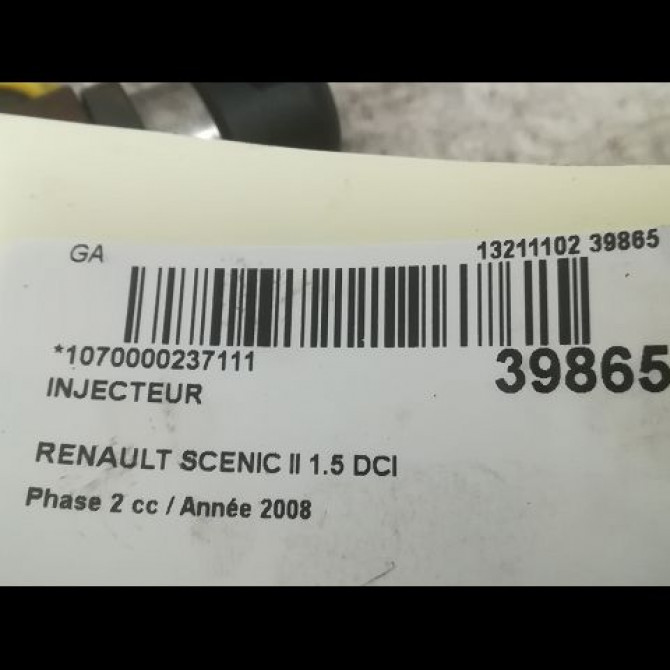 GA 13211102 39865
*1070000237111 39865
INJECTEUR
RENAULT SCENIC II 1.5 DCI
Phase 2 cc / Année 2008